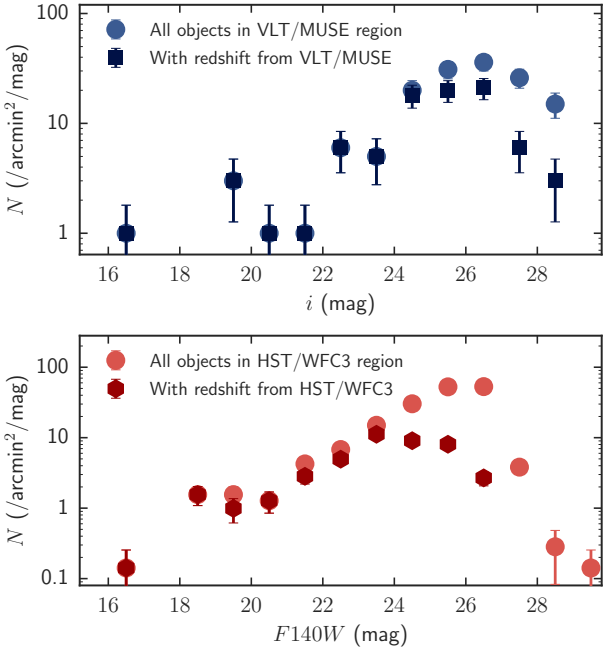 100
10
1
N (/arcmin²/mag)
All objects in VLT/MUSE region
With redshift from VLT/MUSE
16 18 20 22 24 26 28
i (mag)
100
10
1
0.1
N (/arcmin²/mag)
All objects in HST/WFC3 region
With redshift from HST/WFC3
16 18 20 22 24 26 28
F140W (mag)